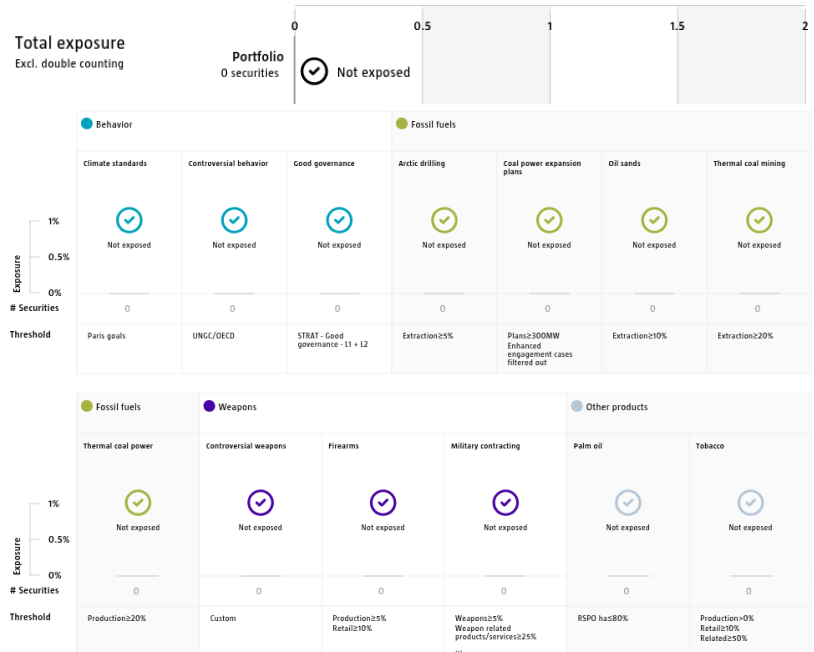 0 0.5 1 1.5 2
Total exposure
Excl. double counting
Portfolio
0 securities
Not exposed
Behavior
Fossil fuels
Climate standards
Controversial behavior
Good governance
Arctic drilling
Coal power expansion
plans
Oil sands
Thermal coal mining
Exposure
1%
0.5%
0%
Not exposed
Not exposed
Not exposed
Not exposed
Not exposed
Not exposed
Not exposed
# Securities
0 0 0 0 0 0 0
Threshold
Paris goals
UNGC/OECD
STRAT - Good
governance - L1 + L2
Extraction≥5%
Plans≥300MW
Enhanced
engagement cases
filtered out
Extraction≥10%
Extraction≥20%
Fossil fuels
Weapons
Other products
Thermal coal power
Controversial weapons
Firearms
Military contracting
Palm oil
Tobacco
Exposure
1%
0.5%
0%
Not exposed
Not exposed
Not exposed
Not exposed
Not exposed
Not exposed
# Securities
0 0 0 0 0 0
Threshold
Production≥20%
Custom
Production≥5%
Retail≥10%
Weapons≥5%
Weapon related
products/services≥25%
RSPO ha≤80%
Production>0%
Retail≥10%
Related≥50%